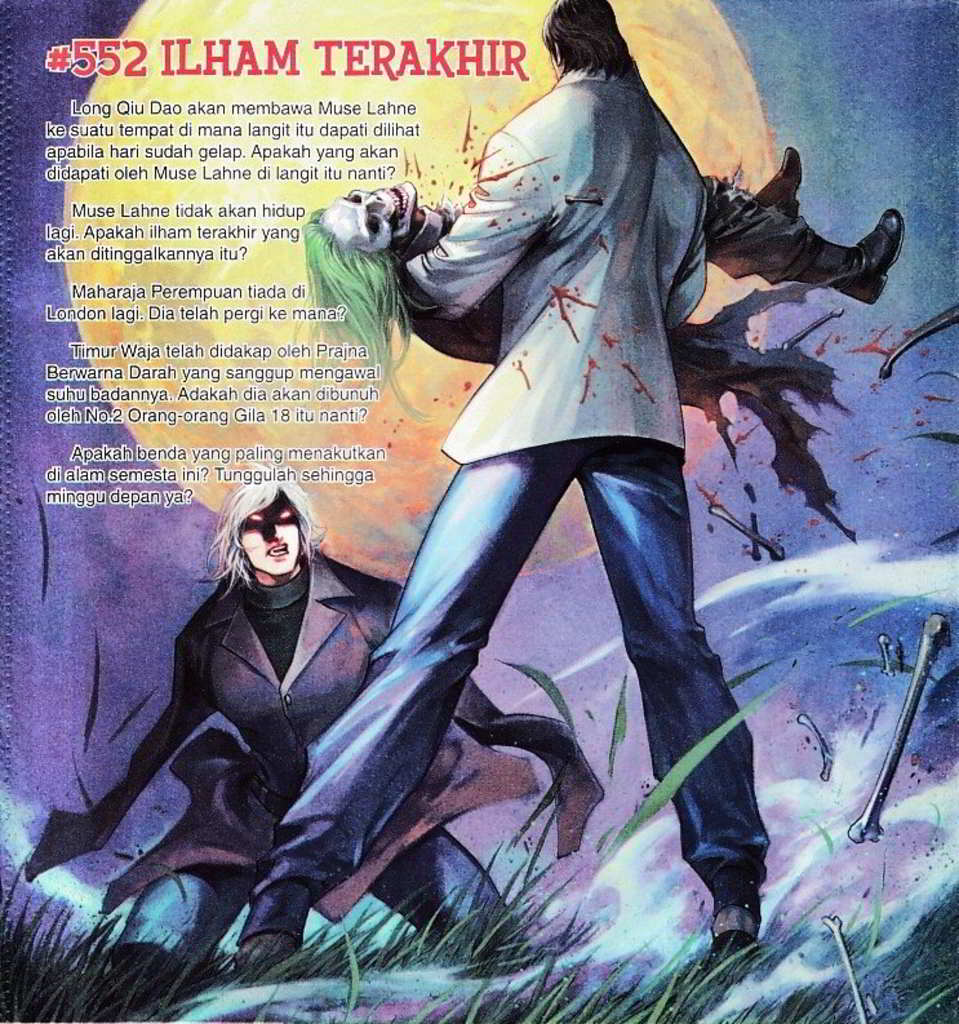 #552 ILHAM TERAKHIR
Long Qiu Dao akan membawa Muse Lahne
ke suatu tempat di mana langit itu dapati dilihat
apabila hari sudah gelap. Apakah yang akan
didapati oleh Muse Lahne di langit itu nanti?
Muse Lahne tidak akan hidup
lagi. Apakah ilham terakhir yang
akan ditinggalkannya itu?
Maharaja Perempuan tiada di
London lagi. Dia telah pergi ke mana?
Timur Waja telah didakap oleh Prajna
Berwarna Darah yang sanggup mengawal
suhu badannya. Adakah dia akan dibunuh
oleh No.2 Orang-orang Gila 18 itu nanti?
Apakah benda yang paling menakutkan
di alam semesta ini? Tunggulah sehingga
minggu depan ya?